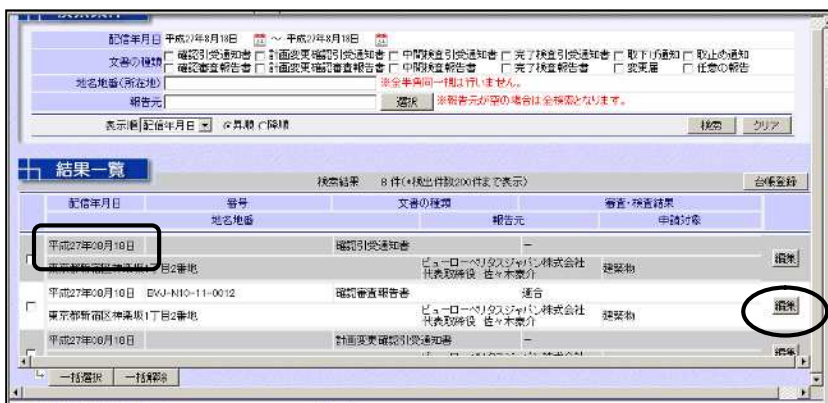 検索条件
配信年月日 平成27年8月18日 ～ 平成27年8月18日
文書の種類 □ 確認引受通知書 □ 計画変更確認引受通知書 □ 中間検査引受通知書 □ 完了検査引受通知書 □ 取下げ通知 □ 取止め通知
□ 確認審査報告書 □ 計画変更確認審査報告書 □ 中間検査報告書 □ 完了検査報告書 □ 変更届 □ 任意の報告
地名地番(所在地) ※全半角同一視は行いません。
報告元 選択 ※報告元が空の場合は全検索となります。
表示順 配信年月日 昇順 降順 検索 クリア
結果一覧
検索結果 8 件(*検出件数200件まで表示) 台帳登録
配信年月日 番号 文書の種類 審査・検査結果
地名地番 報告元 申請対象
平成27年08月18日 確認引受通知書 －
東京都新宿区神楽坂1丁目2番地 ビューローベリタスジャパン株式会社 建築物 編集
代表取締役 佐々木
平成27年08月18日 BVJ-N10-11-0012 確認審査報告書 適合
東京都新宿区神楽坂1丁目2番地 ビューローベリタスジャパン株式会社 建築物 編集
代表取締役 佐々木
平成27年08月18日 計画変更確認引受通知書 －
編集
一括選択 一括解除